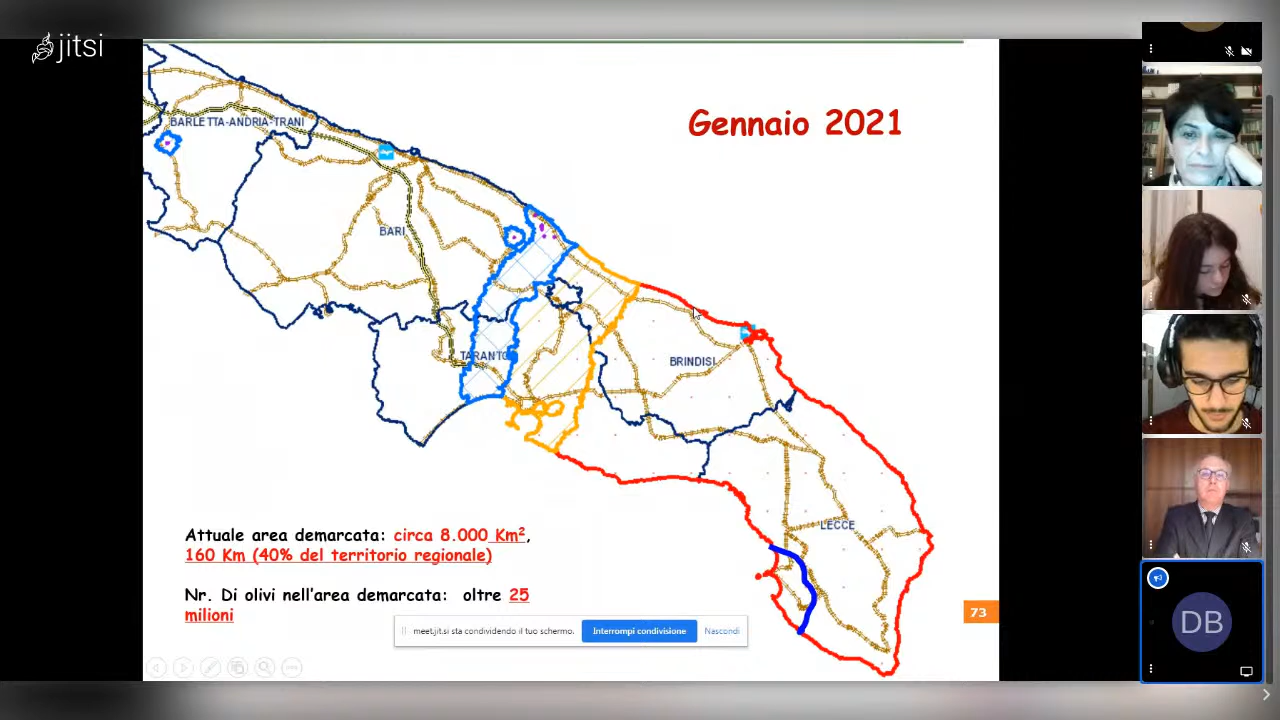 jitsi
Gennaio 2021
BARLETTA-ANDRIA-TRANI
BARI
TARANTO
BRINDISI
LECCE
Attuale area demarcata: circa 8.000 Km²,
160 Km (40% del territorio regionale)
Nr. Di olivi nell'area demarcata: oltre 25
milioni
73
meet.jit.si sta condividendo il tuo schermo.
Interrompi condivisione
Nascondi
DB